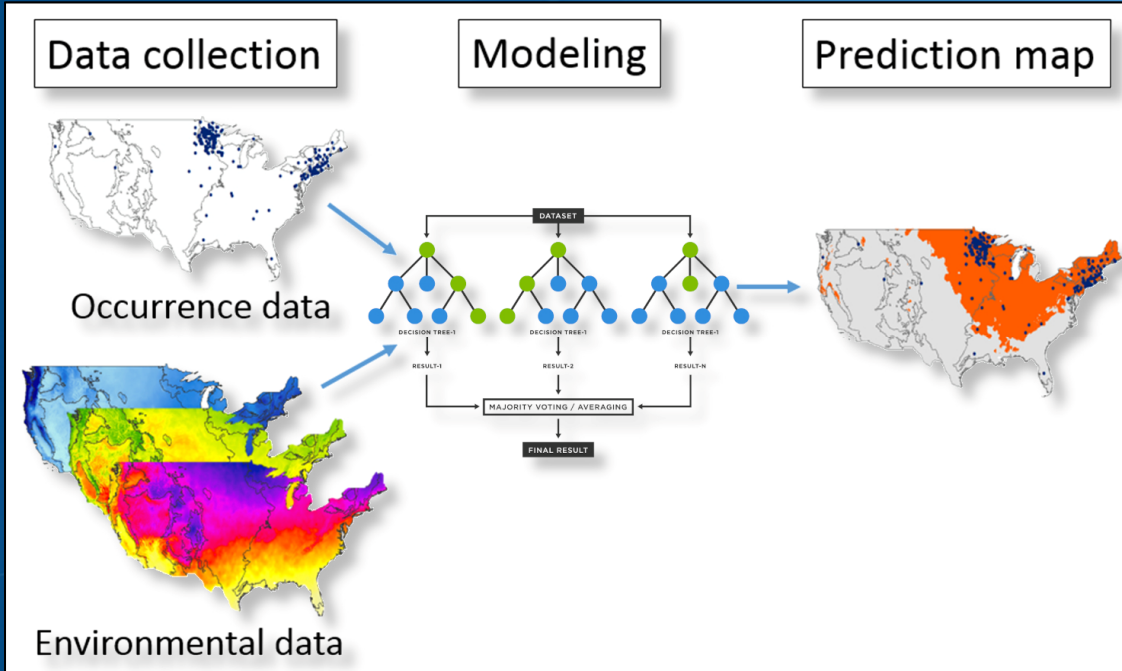 Data collection
Modeling
Prediction map
Occurrence data
Environmental data
DATASET
DECISION TREE-1
DECISION TREE-1
DECISION TREE-1
RESULT-1
RESULT-2
RESULT-N
MAJORITY VOTING / AVERAGING
FINAL RESULT